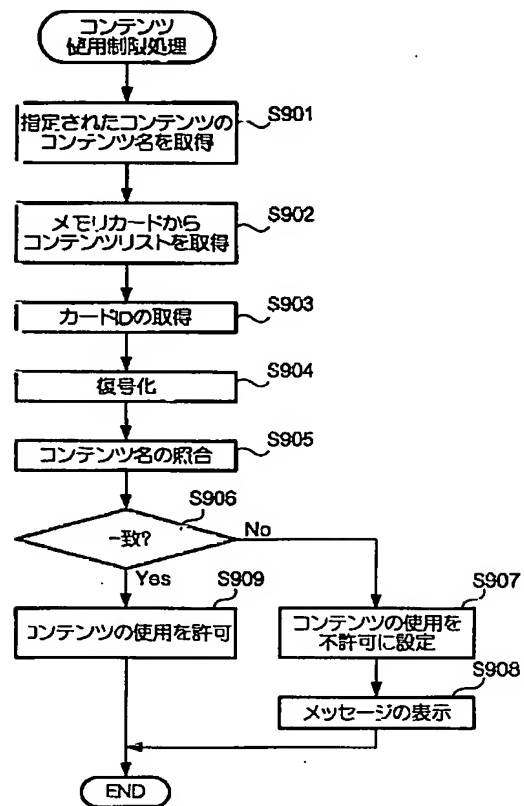 コンテンツ
使用制限処理
指定されたコンテンツの
コンテンツ名を取得
S901
メモリカードから
コンテンツリストを取得
S902
カードIDの取得
S903
復号化
S904
コンテンツ名の照合
S905
一致?
S906
No
Yes
S909
コンテンツの使用を許可
S907
コンテンツの使用を
不許可に設定
S908
メッセージの表示
END